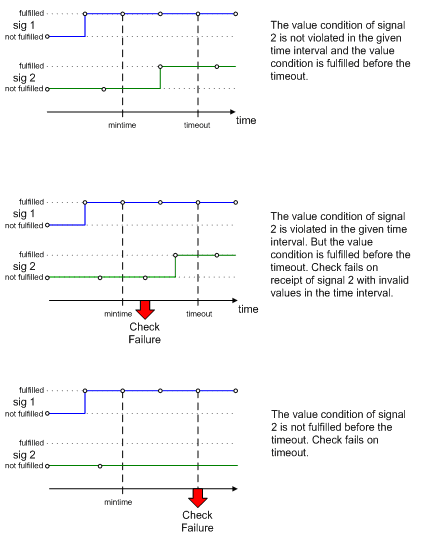 fulfilled
sig 1
not fulfilled
fulfilled
sig 2
not fulfilled
time
mintime
timeout
The value condition of signal
2 is not violated in the given
time interval and the value
condition is fulfilled before the
timeout.
fulfilled
sig 1
not fulfilled
fulfilled
sig 2
not fulfilled
time
mintime
timeout
Check
Failure
The value condition of signal
2 is violated in the given time
interval. But the value
condition is fulfilled before the
timeout. Check fails on
receipt of signal 2 with invalid
values in the time interval.
fulfilled
sig 1
not fulfilled
fulfilled
sig 2
not fulfilled
mintime
Check
Failure
The value condition of signal
2 is not fulfilled before the
timeout. Check fails on
timeout.